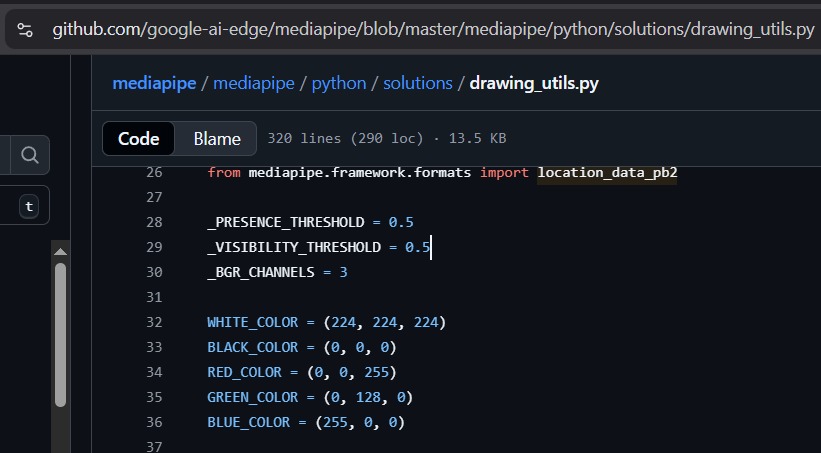 github.com/google-ai-edge/mediapipe/blob/master/mediapipe/python/solutions/drawing_utils.py
mediapipe / mediapipe / python / solutions / drawing_utils.py
Code Blame 320 lines (290 loc) · 13.5 KB
t
26 from mediapipe.framework.formats import location_data_pb2
27
28 _PRESENCE_THRESHOLD = 0.5
29 _VISIBILITY_THRESHOLD = 0.5
30 _BGR_CHANNELS = 3
31
32 WHITE_COLOR = (224, 224, 224)
33 BLACK_COLOR = (0, 0, 0)
34 RED_COLOR = (0, 0, 255)
35 GREEN_COLOR = (0, 128, 0)
36 BLUE_COLOR = (255, 0, 0)
37